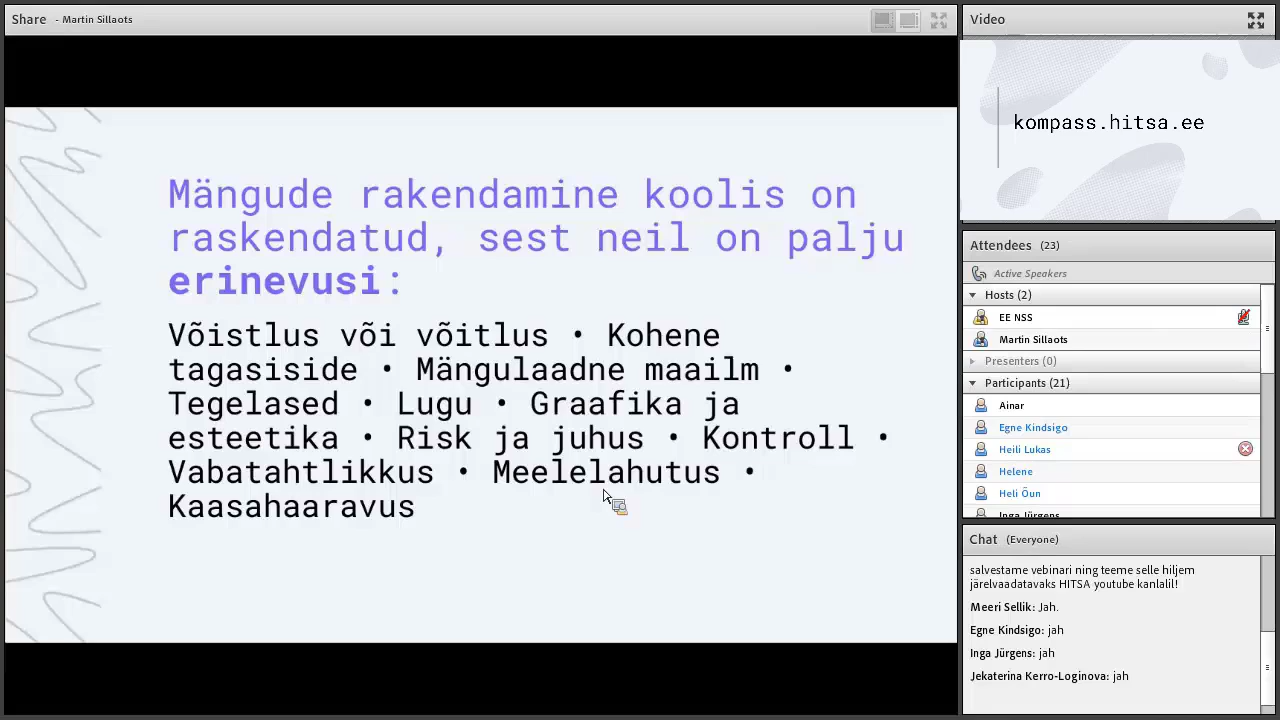 Share - Martin Sillaots
Mängude rakendamine koolis on
raskendatud, sest neil on palju
erinevusi:
Võistlus või võitlus • Kohene
tagasiside • Mängulaadne maailm •
Tegelased • Lugu • Graafika ja
esteetika • Risk ja juhus • Kontroll •
Vabatahtlikkus • Meelelahutus •
Kaasahaaravus
Video
kompass.hitsa.ee
Attendees (23)
Active Speakers
Hosts (2)
EE NSS
Martin Sillaots
Presenters (0)
Participants (21)
Ainar
Egne Kindsigo
Heili Lukas
Helene
Heli Õun
Inga Jürgens
Chat (Everyone)
salvestame vebinari ning teeme selle hiljem
järelvaadatavaks HITSA youtube kanlalil!
Meeri Sellik: Jah.
Egne Kindsigo: jah
Inga Jürgens: jah
Jekaterina Kerro-Loginova: jah